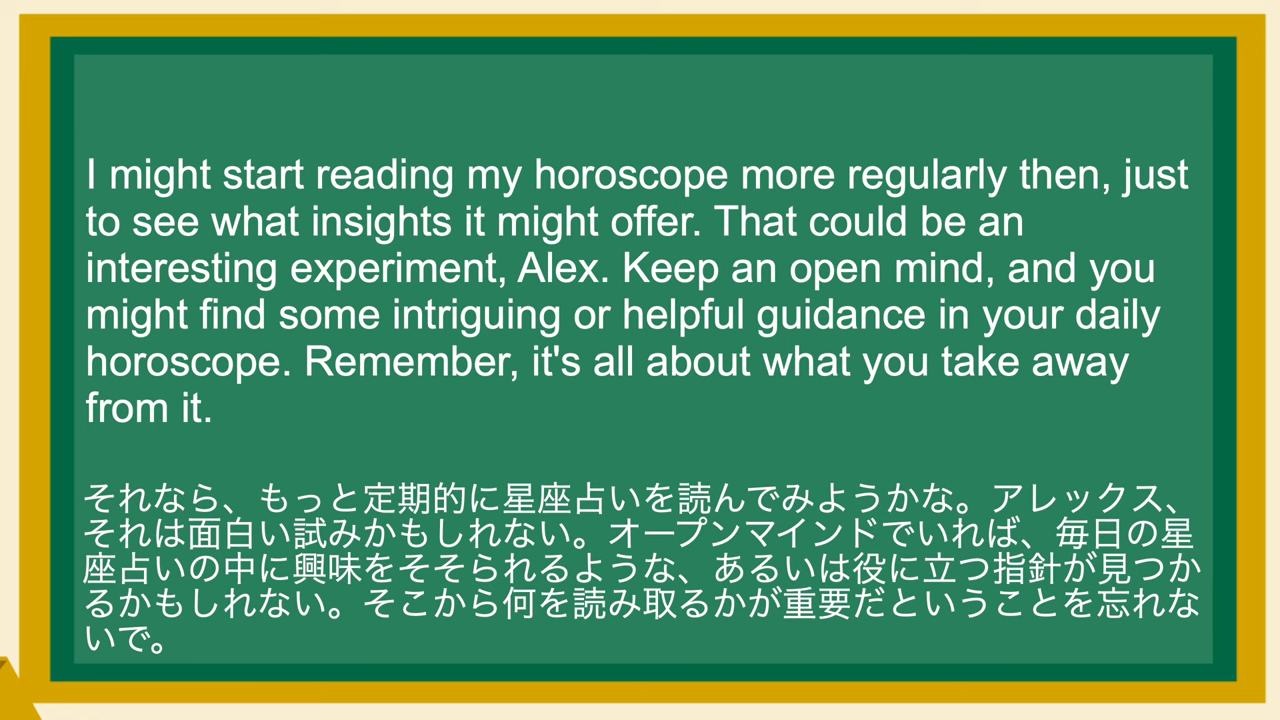 I might start reading my horoscope more regularly then, just
to see what insights it might offer. That could be an
interesting experiment, Alex. Keep an open mind, and you
might find some intriguing or helpful guidance in your daily
horoscope. Remember, it's all about what you take away
from it.
それなら、もっと定期的に星座占いを読んでみようかな。アレックス、
それは面白い試みかもしれない。オープンマインドでいれば、毎日の星
座占いの中に興味をそそられるような、あるいは役に立つ指針が見つか
るかもしれない。そこから何を読み取るかが重要だということを忘れな
いで。